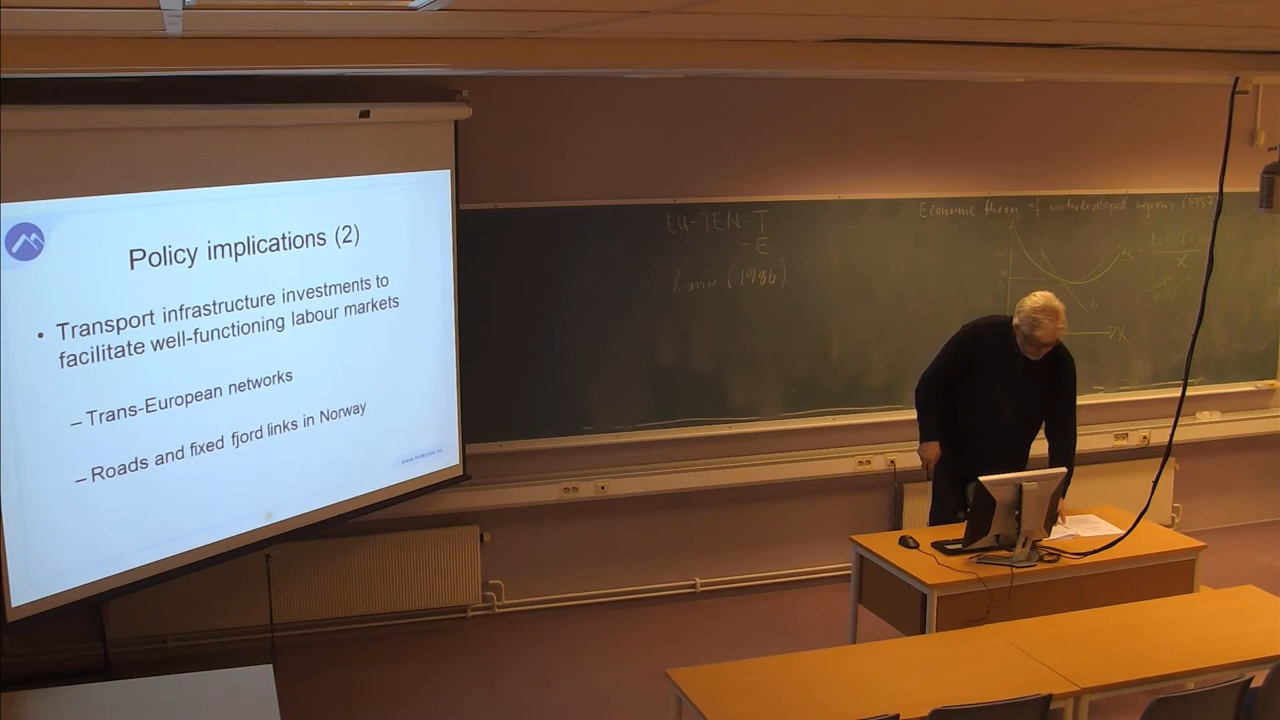 Policy implications (2)
• Transport infrastructure investments to
facilitate well-functioning labour markets
– Trans-European networks
– Roads and fixed fjord links in Norway
EU-TEN-T
-E
(1986)
Economic theory of underdeveloped regions (1957
X
X